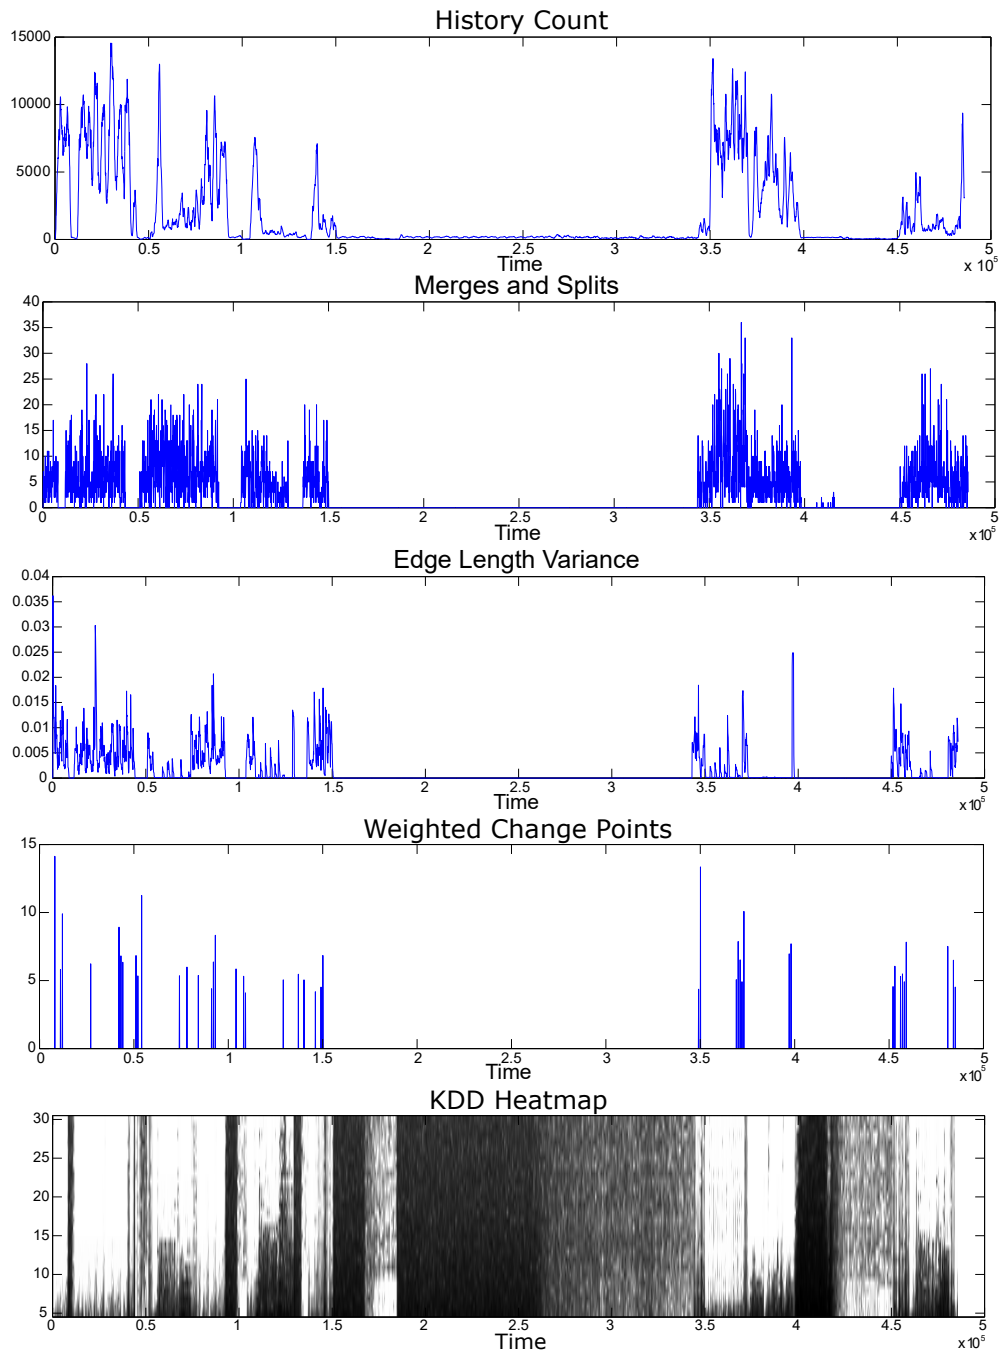 History Count
15000
10000
5000
0
0 0.5 1 1.5 2 2.5 3 3.5 4 4.5 5
Time
x 10^5
Merges and Splits
40
35
30
25
20
15
10
5
0
0 0.5 1 1.5 2 2.5 3 3.5 4 4.5 5
Time
x10^5
Edge Length Variance
0.04
0.035
0.03
0.025
0.02
0.015
0.01
0.005
0
0 0.5 1 1.5 2 2.5 3 3.5 4 4.5 5
Time
x10^5
Weighted Change Points
15
10
5
0
0 0.5 1 1.5 2 2.5 3 3.5 4 4.5 5
Time
x10^5
KDD Heatmap
30
25
20
15
10
5
0 0.5 1 1.5 2 2.5 3 3.5 4 4.5 5
Time
x10^5